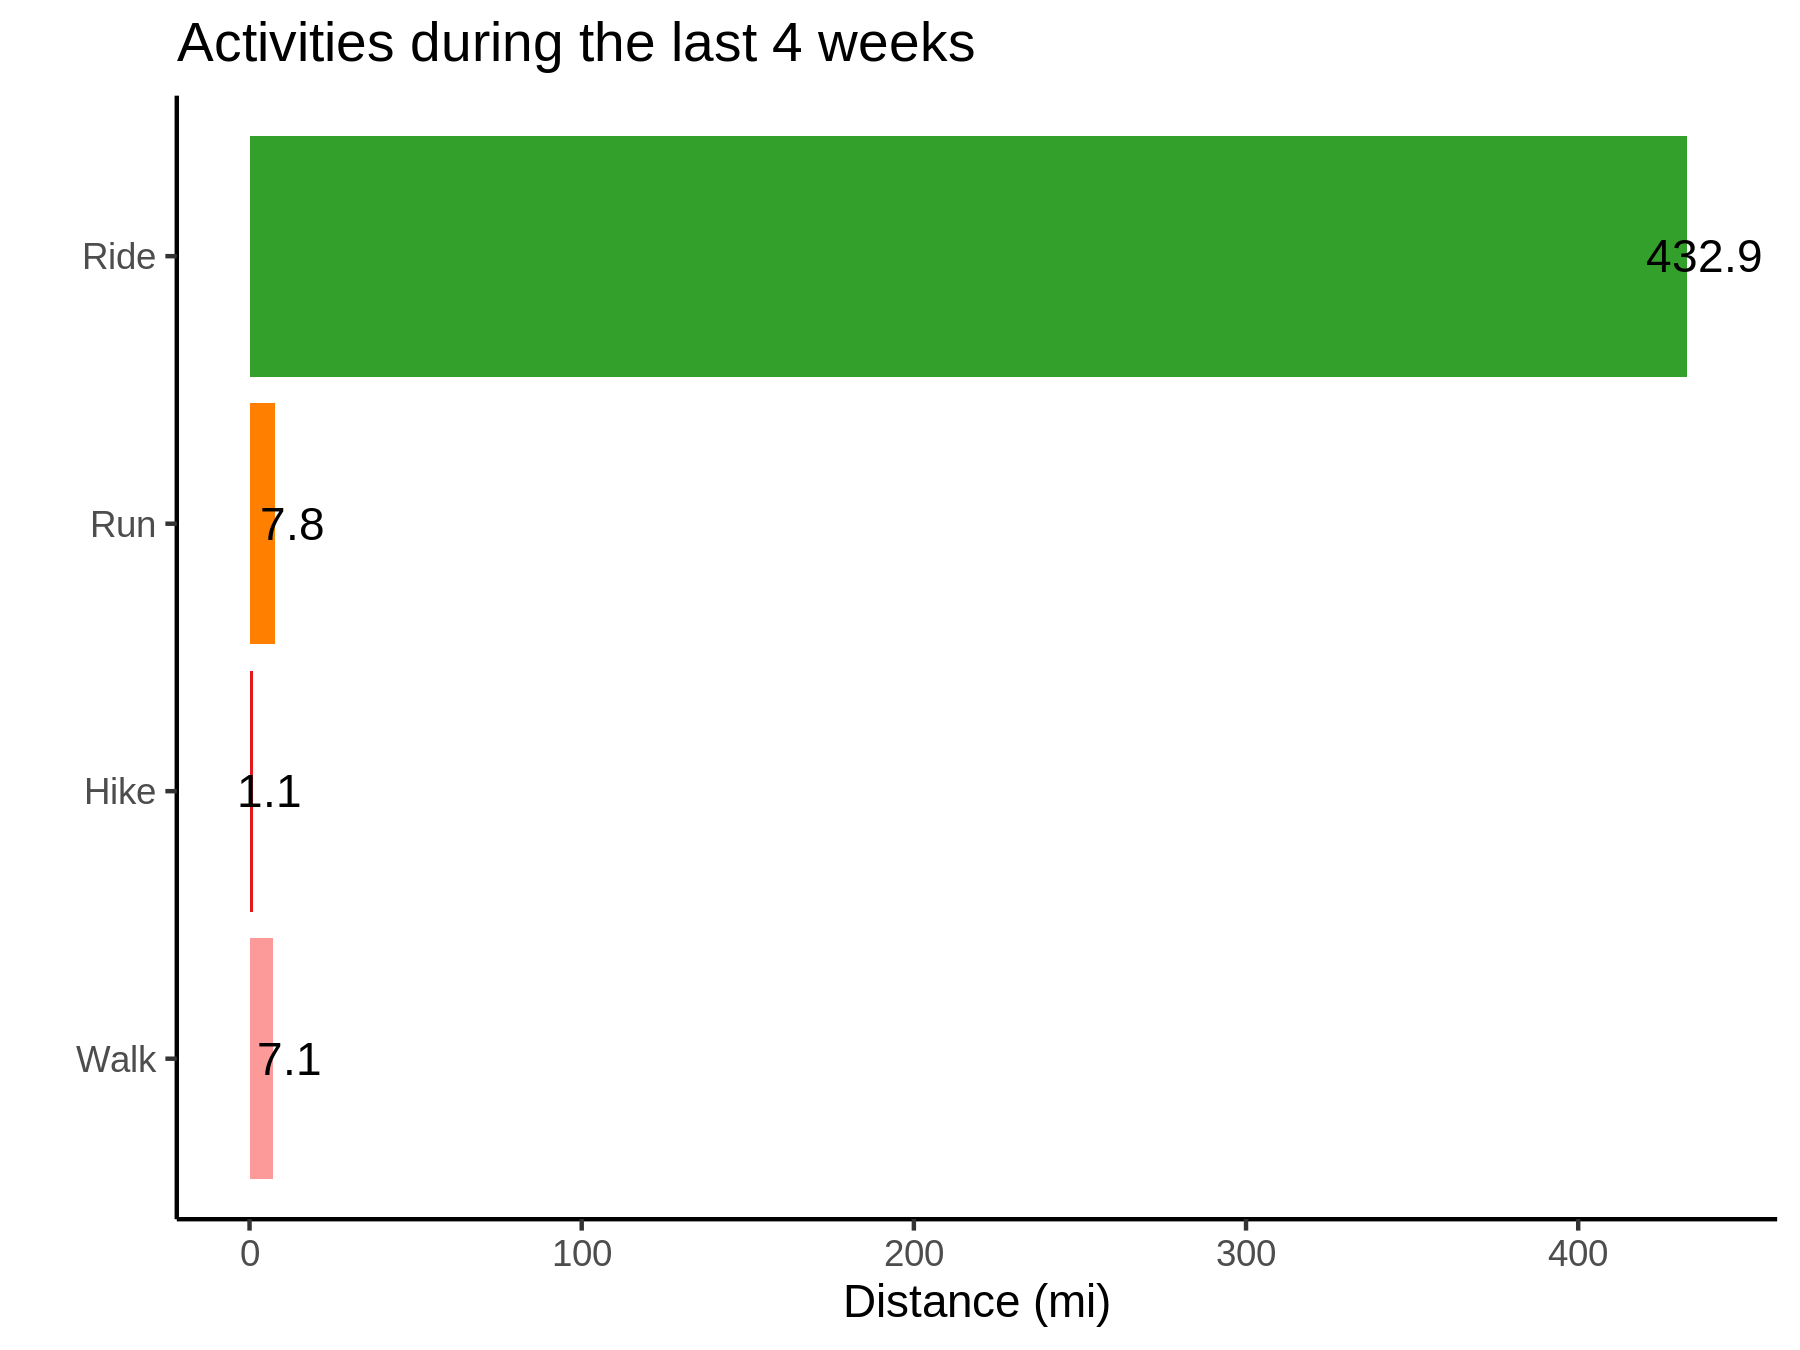 Activities during the last 4 weeks
Ride
432.9
Run
7.8
Hike
1.1
Walk
7.1
0 100 200 300 400
Distance (mi)